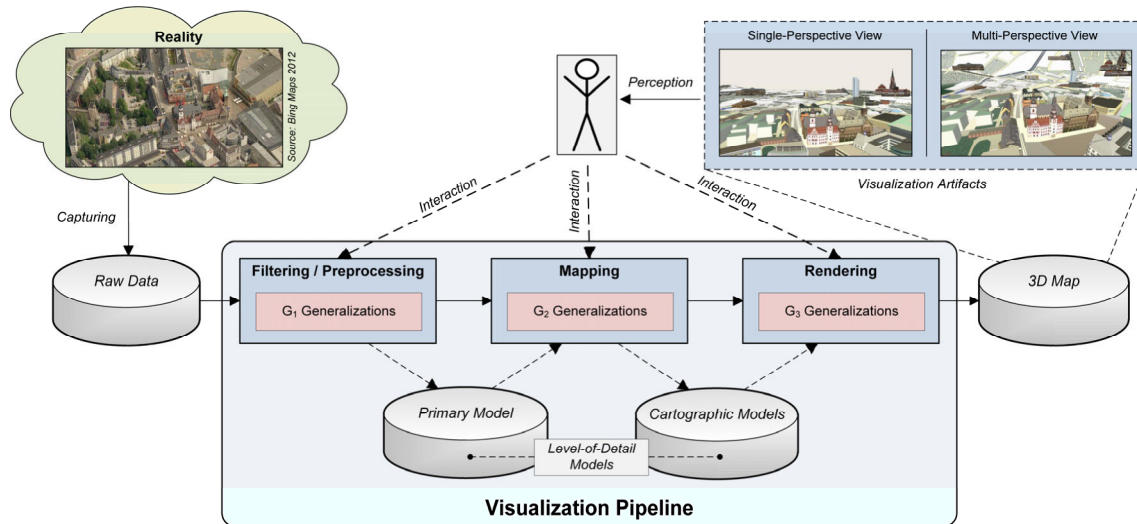 Reality
Source: Bing Maps 2012
Single-Perspective View
Multi-Perspective View
Perception
Visualization Artifacts
Capturing
Interaction
Interaction
Interaction
Raw Data
Filtering / Preprocessing
G₁ Generalizations
Mapping
G₂ Generalizations
Rendering
G₃ Generalizations
3D Map
Primary Model
Cartographic Models
Level-of-Detail
Models
Visualization Pipeline